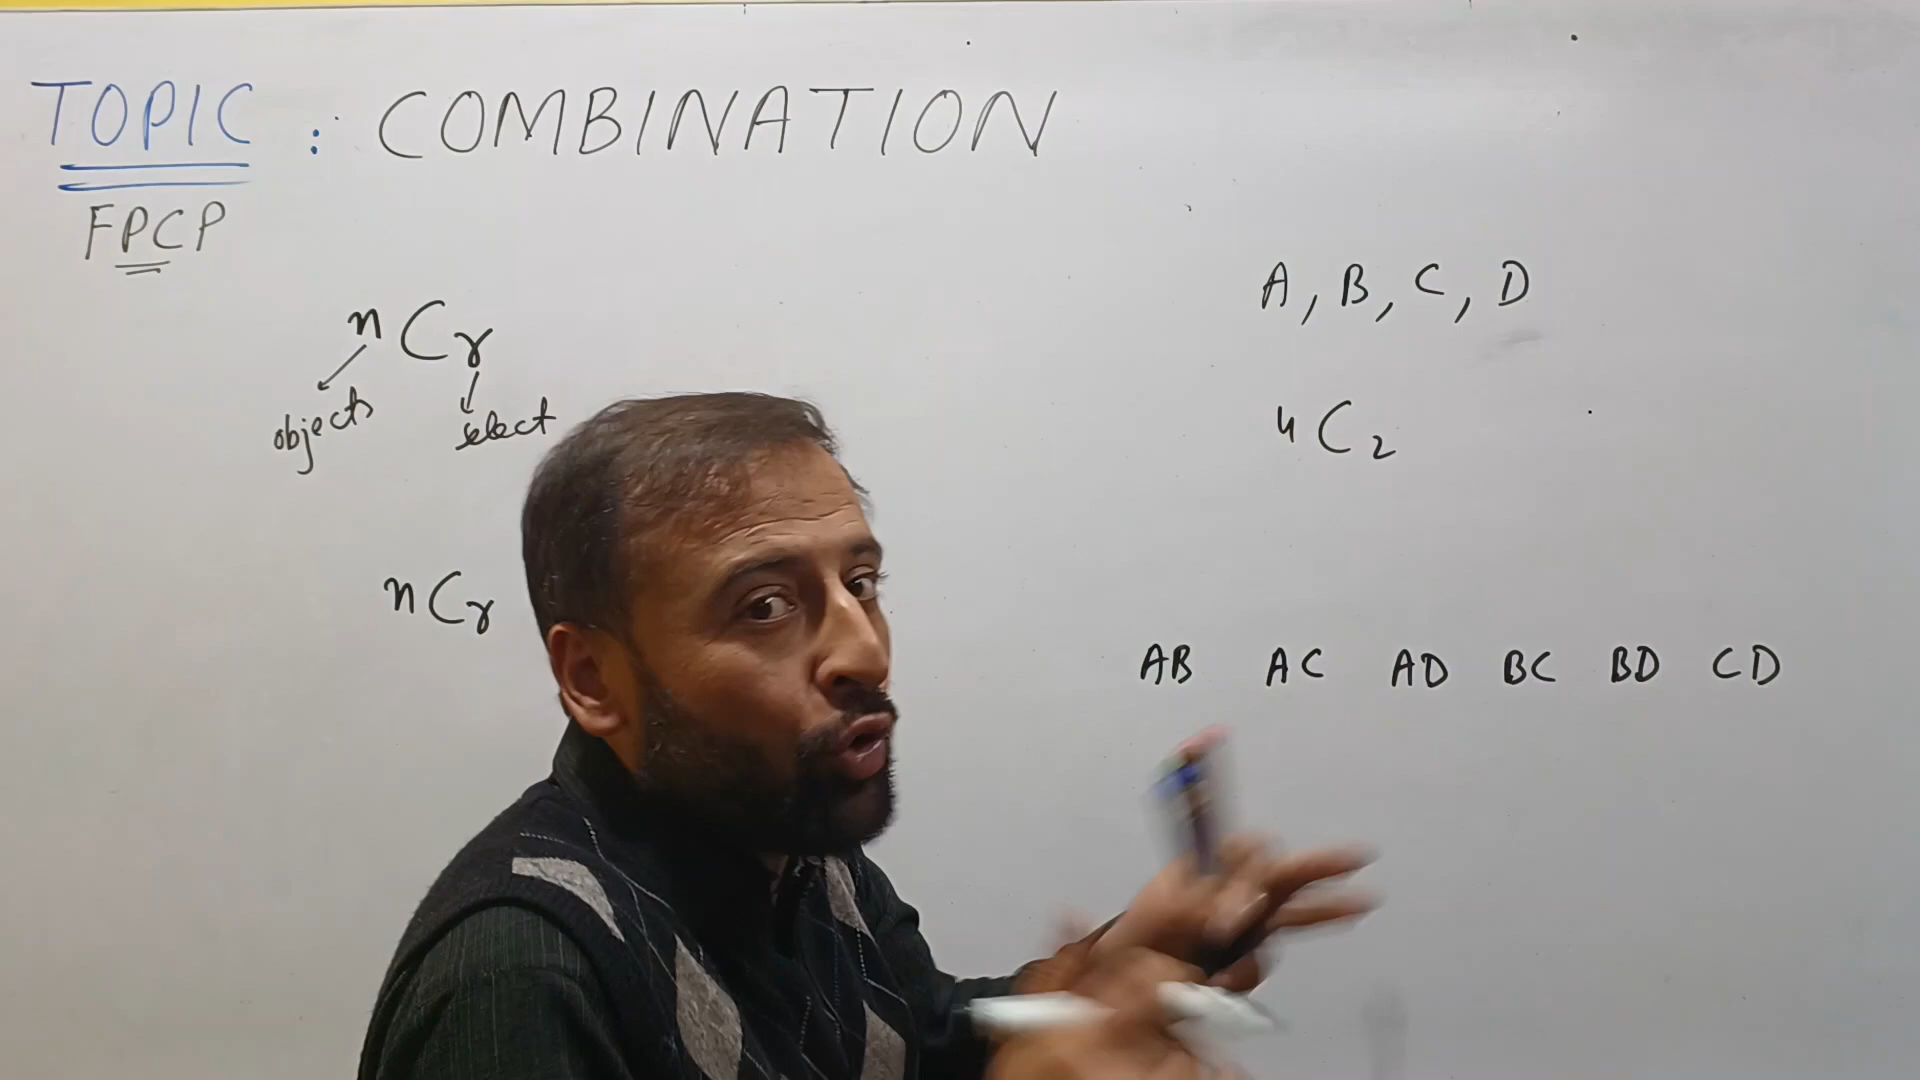 TOPIC : COMBINATION
FPCP
nCr
objects select
nCr
A, B, C, D
4C2
AB AC AD BC BD CD